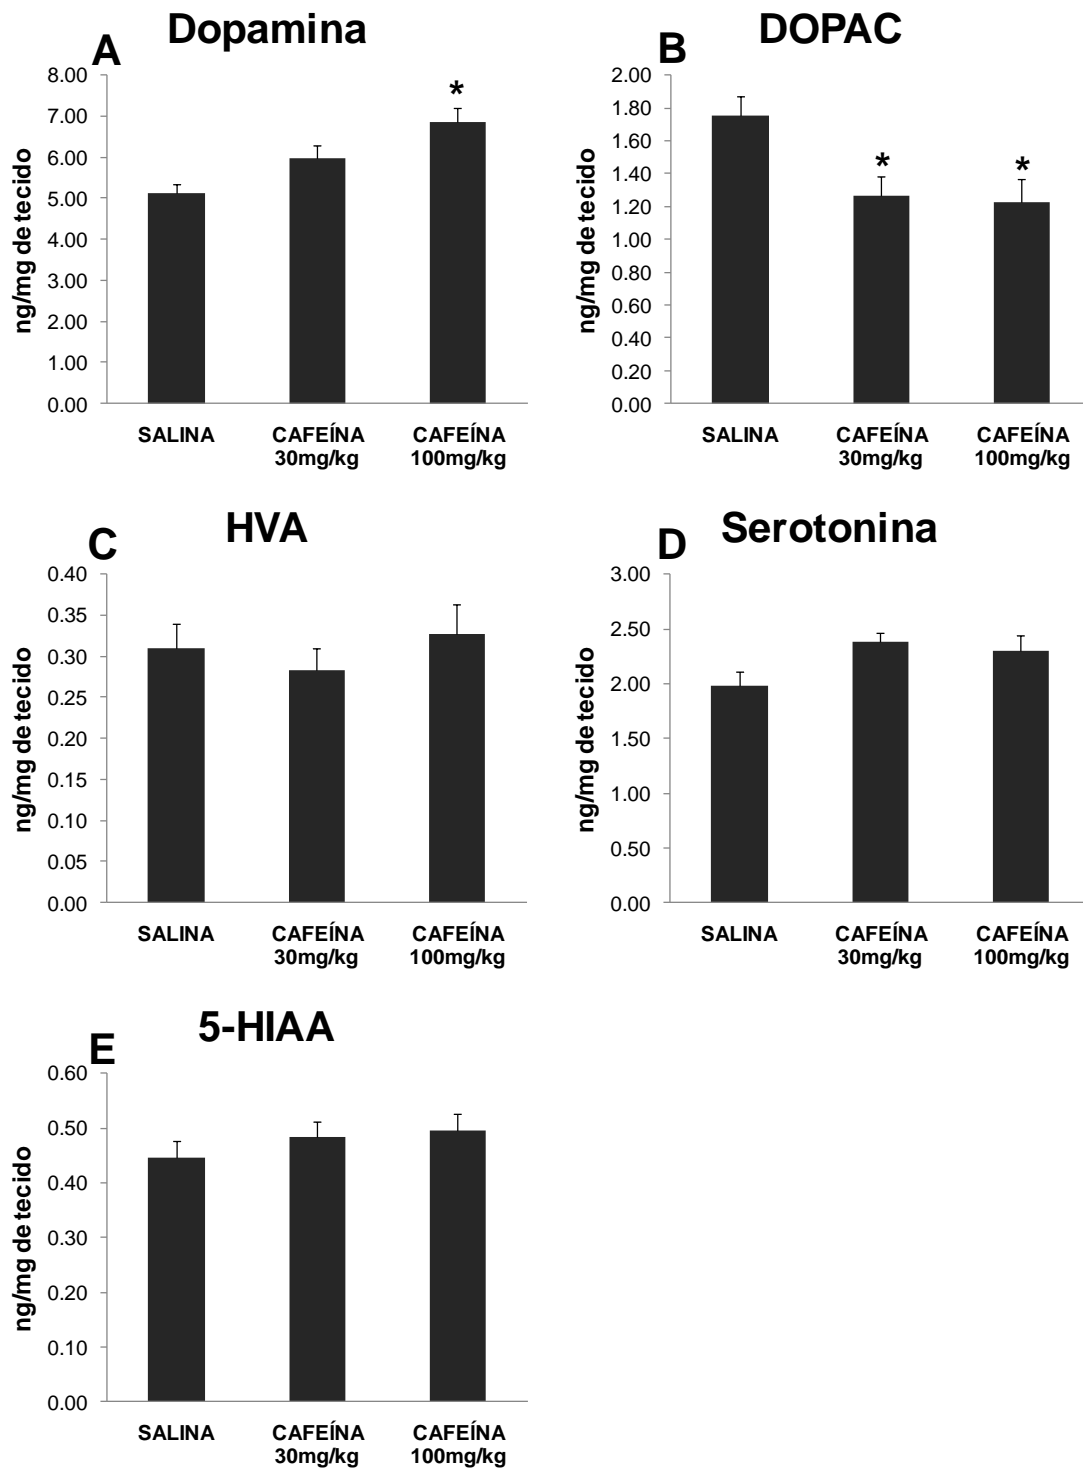 A
Dopamina
8.00
7.00
6.00
5.00
4.00
3.00
2.00
1.00
0.00
ng/mg de tecido
*
SALINA
CAFEÍNA
30mg/kg
CAFEÍNA
100mg/kg
B
DOPAC
2.00
1.80
1.60
1.40
1.20
1.00
0.80
0.60
0.40
0.20
0.00
ng/mg de tecido
*
*
SALINA
CAFEÍNA
30mg/kg
CAFEÍNA
100mg/kg
C
HVA
0.40
0.35
0.30
0.25
0.20
0.15
0.10
0.05
0.00
ng/mg de tecido
SALINA
CAFEÍNA
30mg/kg
CAFEÍNA
100mg/kg
D
Serotonina
3.00
2.50
2.00
1.50
1.00
0.50
0.00
ng/mg de tecido
SALINA
CAFEÍNA
30mg/kg
CAFEÍNA
100mg/kg
E
5-HIAA
0.60
0.50
0.40
0.30
0.20
0.10
0.00
ng/mg de tecido
SALINA
CAFEÍNA
30mg/kg
CAFEÍNA
100mg/kg